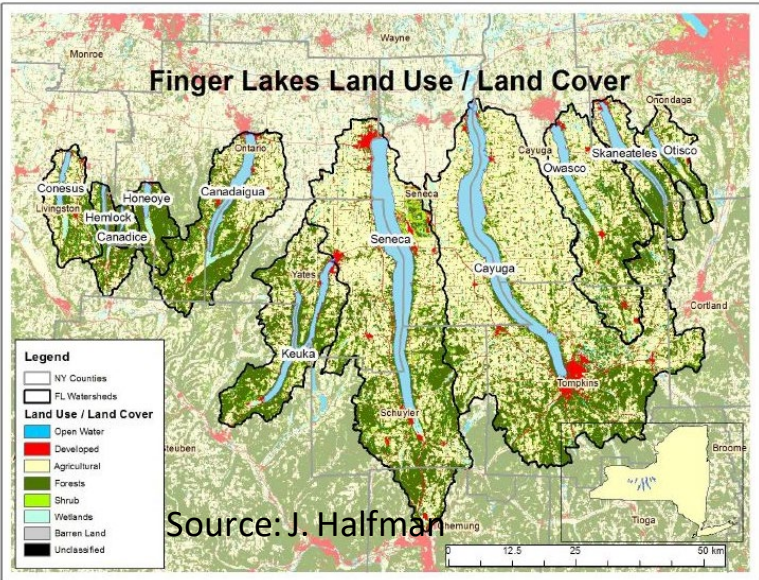 Monroe
Wayne
Finger Lakes Land Use / Land Cover
Onondaga
Ontario
Cayuga
Skaneateles
Otisco
Conesus
Owasco
Livingston
Honeoye
Canadaigua
Seneca
Hemlock
Canadice
Seneca
Cayuga
Yates
Cortland
Keuka
Tompkins
Schuyler
Steuben
Broome
Chemung
Tioga
Legend
NY Counties
FL Watersheds
Land Use / Land Cover
Open Water
Developed
Agricultural
Forests
Shrub
Wetlands
Barren Land
Unclassified
Source: J. Halfman
0 12.5 25 50 km